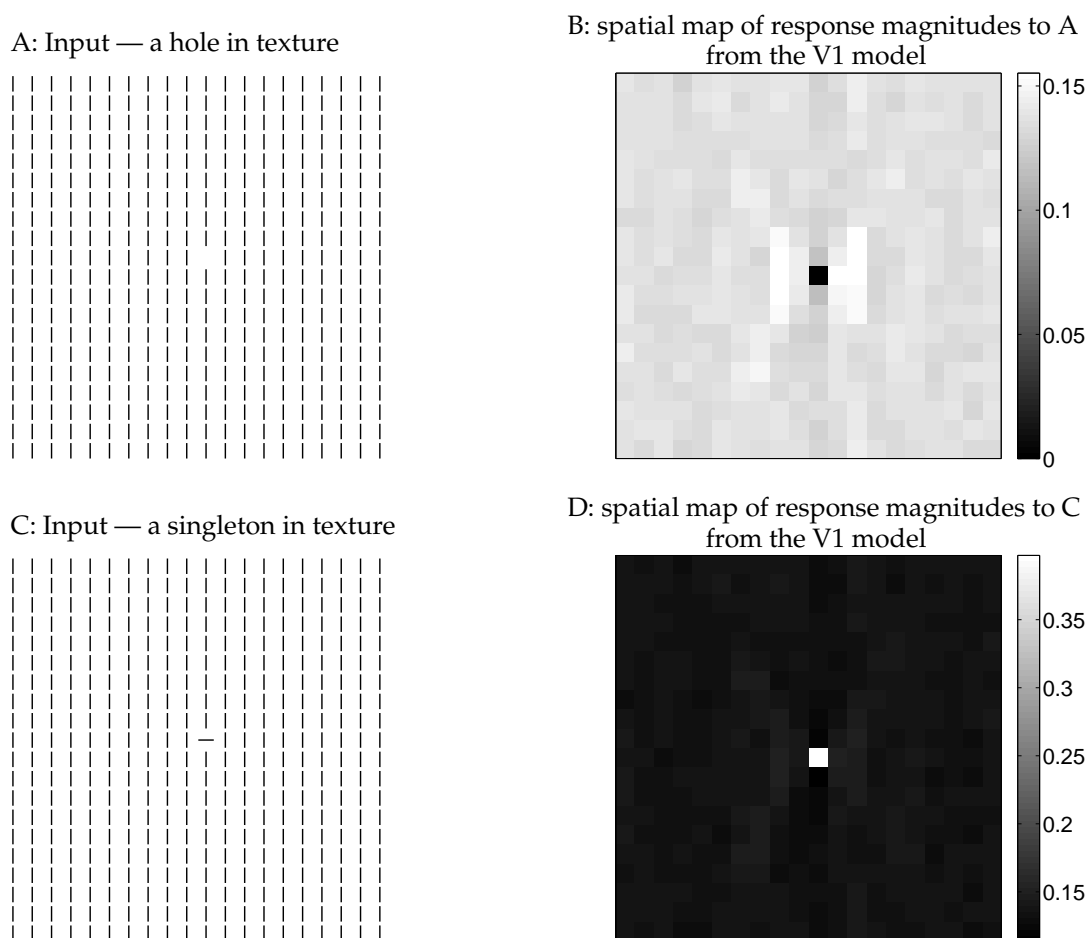 A: Input — a hole in texture
B: spatial map of response magnitudes to A
from the V1 model
0.15
0.1
0.05
0
C: Input — a singleton in texture
D: spatial map of response magnitudes to C
from the V1 model
0.35
0.3
0.25
0.2
0.15